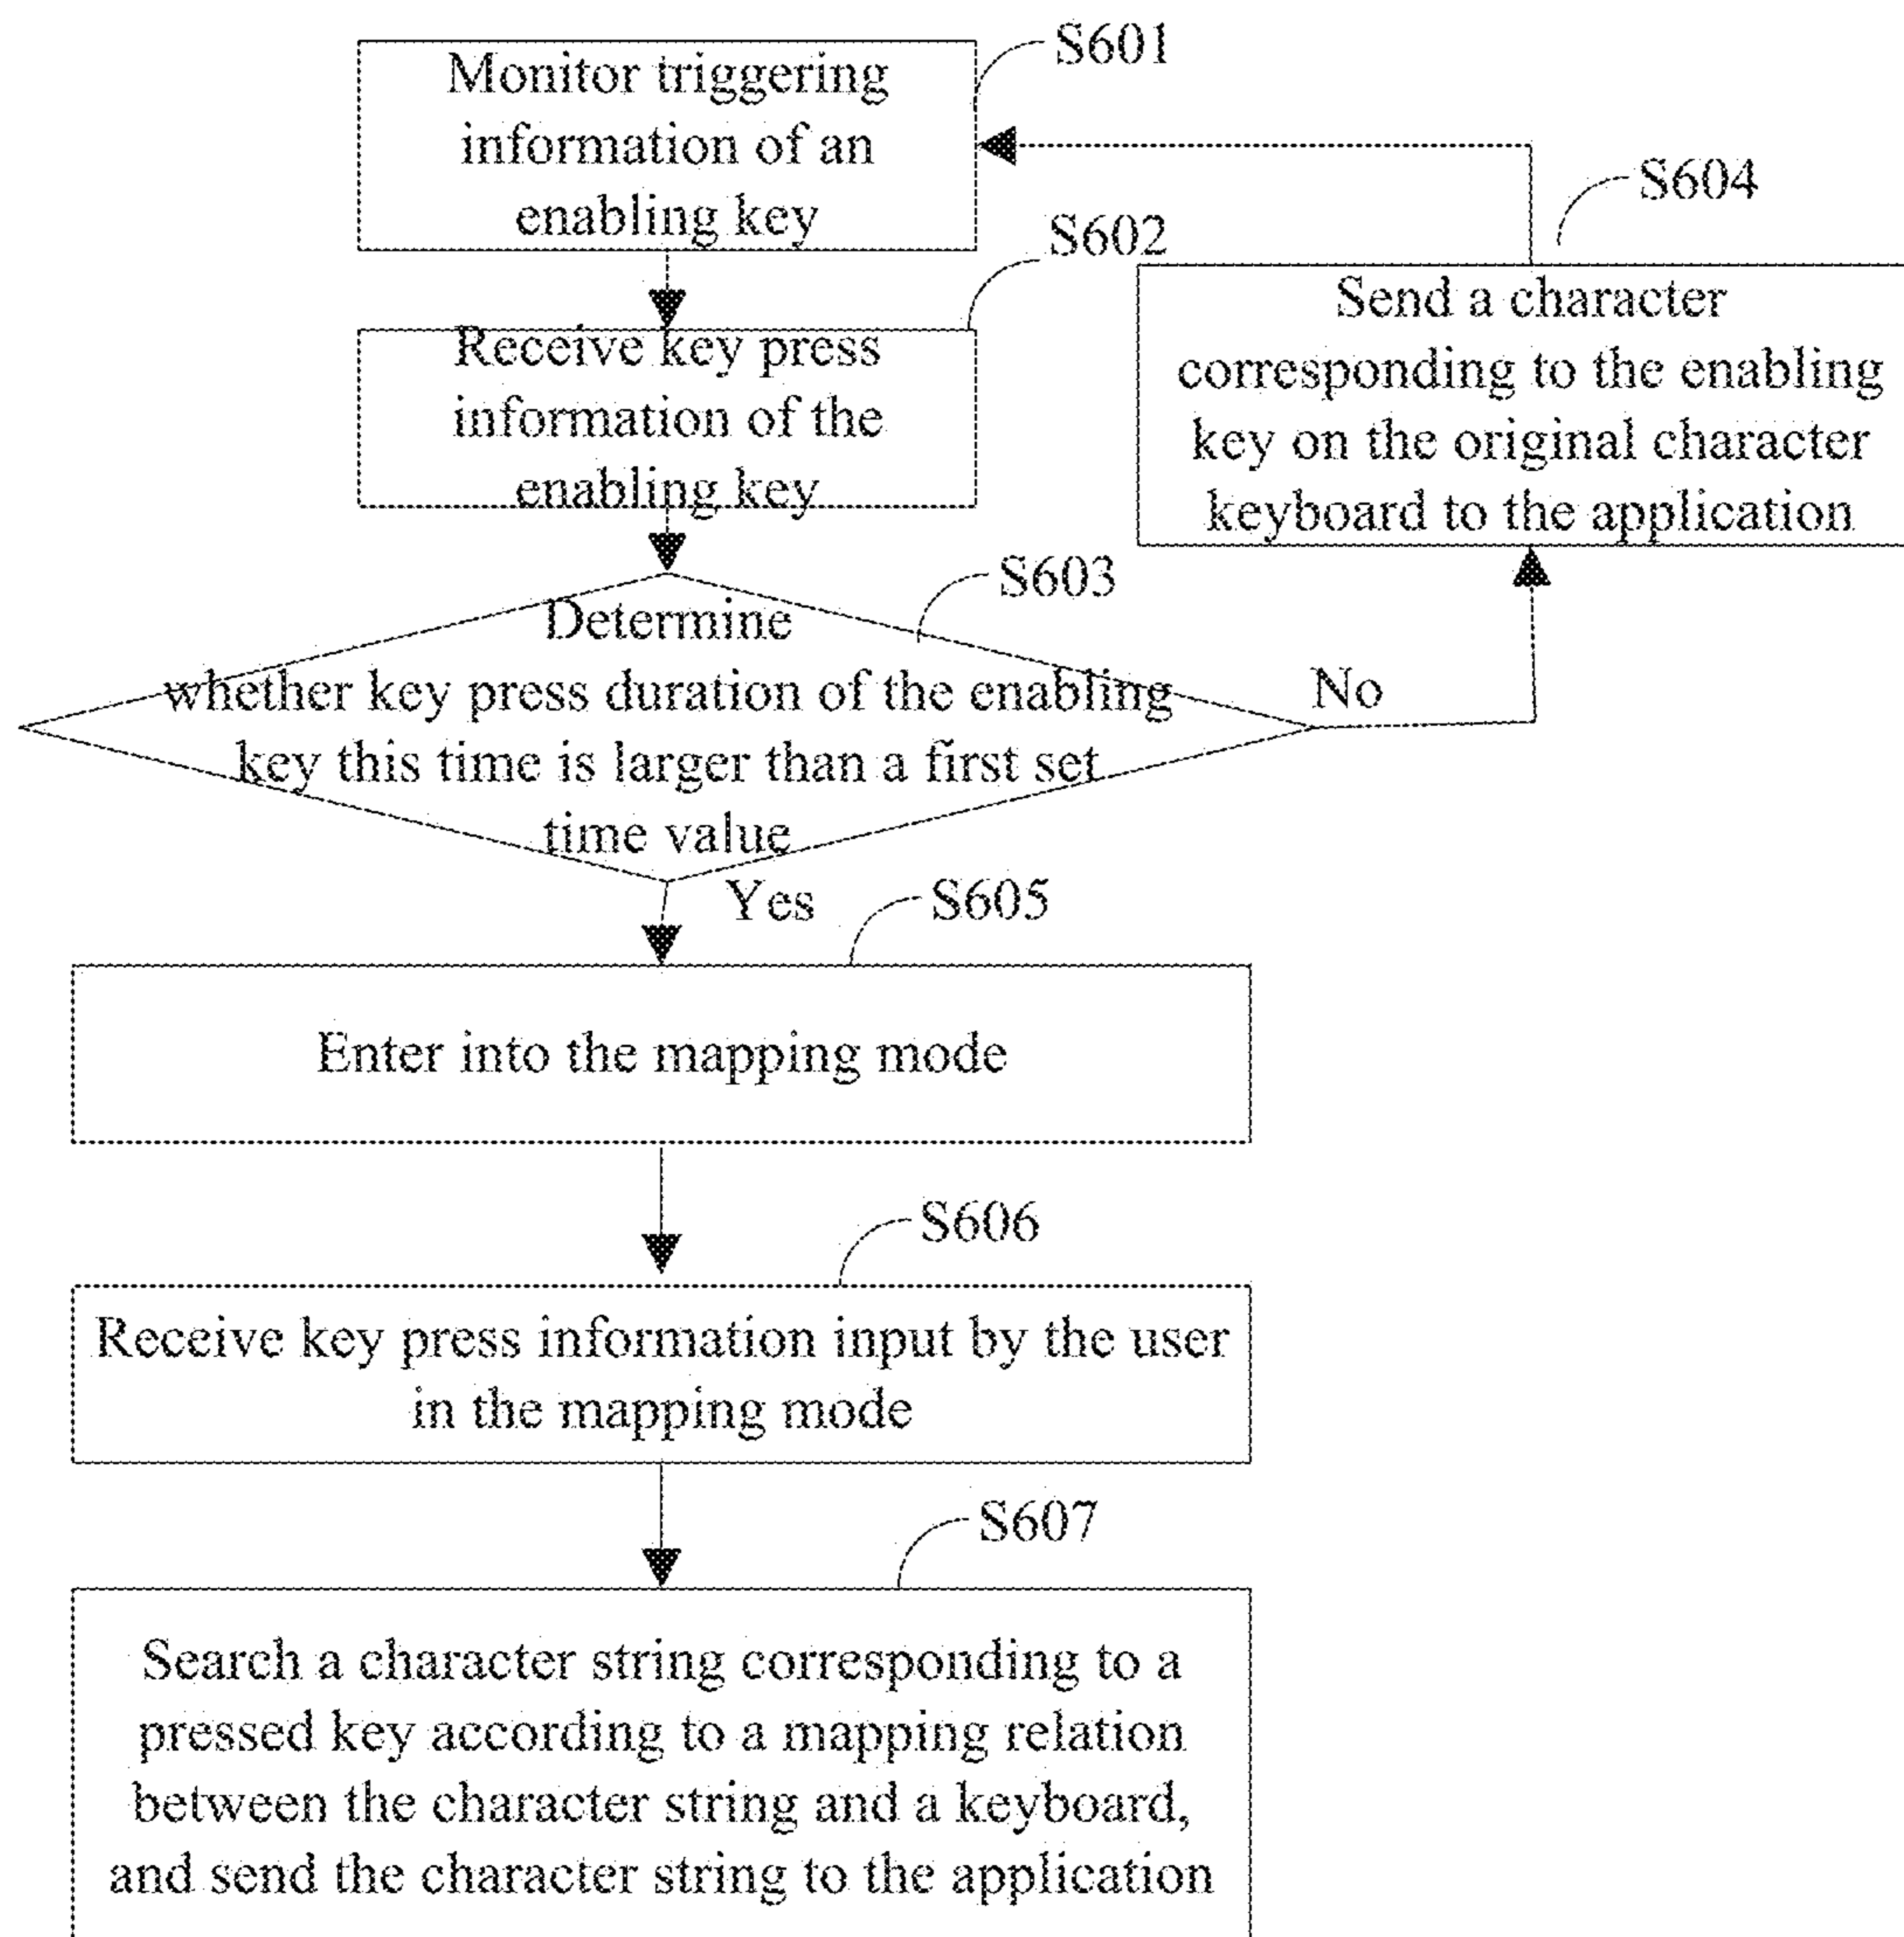 S601
Monitor triggering
information of an
enabling key
S604
S602
Send a character
corresponding to the enabling
key on the original character
keyboard to the application
Receive key press
information of the
enabling key
S603
Determine
whether key press duration of the enabling
key this time is larger than a first set
time value
No
Yes
S605
Enter into the mapping mode
S606
Receive key press information input by the user
in the mapping mode
S607
Search a character string corresponding to a
pressed key according to a mapping relation
between the character string and a keyboard,
and send the character string to the application